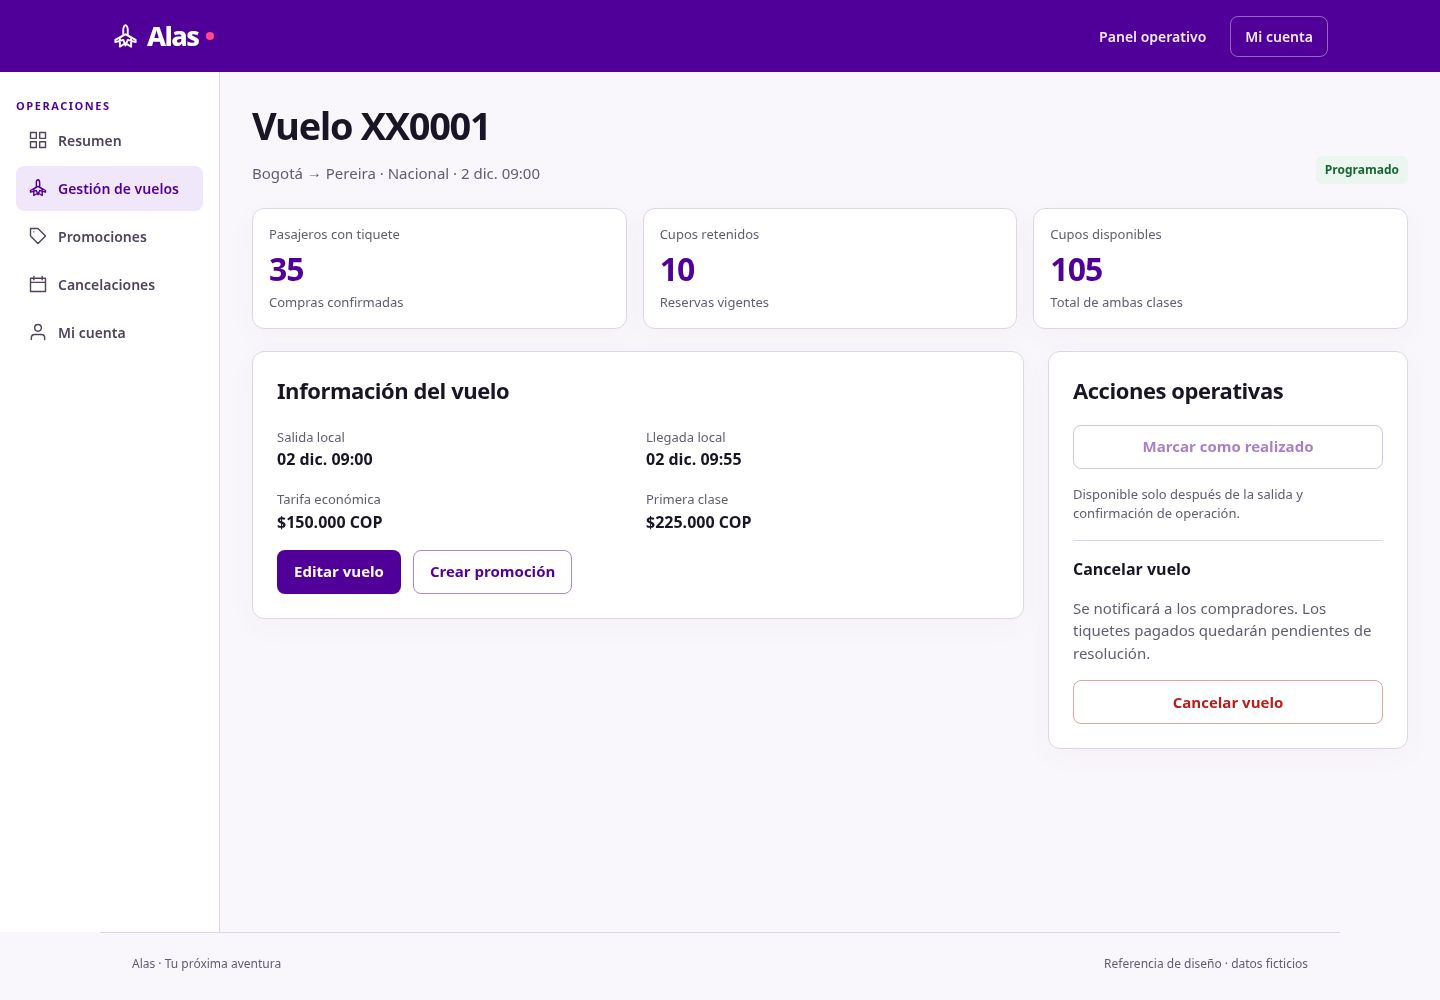 Alas
Panel operativo
Mi cuenta
OPERACIONES
Resumen
Gestión de vuelos
Promociones
Cancelaciones
Mi cuenta
Vuelo XX0001
Bogotá → Pereira · Nacional · 2 dic. 09:00
Programado
Pasajeros con tiquete
35
Compras confirmadas
Cupos retenidos
10
Reservas vigentes
Cupos disponibles
105
Total de ambas clases
Información del vuelo
Salida local
02 dic. 09:00
Llegada local
02 dic. 09:55
Tarifa económica
$150.000 COP
Primera clase
$225.000 COP
Editar vuelo
Crear promoción
Acciones operativas
Marcar como realizado
Disponible solo después de la salida y
confirmación de operación.
Cancelar vuelo
Se notificará a los compradores. Los
tiquetes pagados quedarán pendientes de
resolución.
Cancelar vuelo
Alas · Tu próxima aventura
Referencia de diseño · datos ficticios